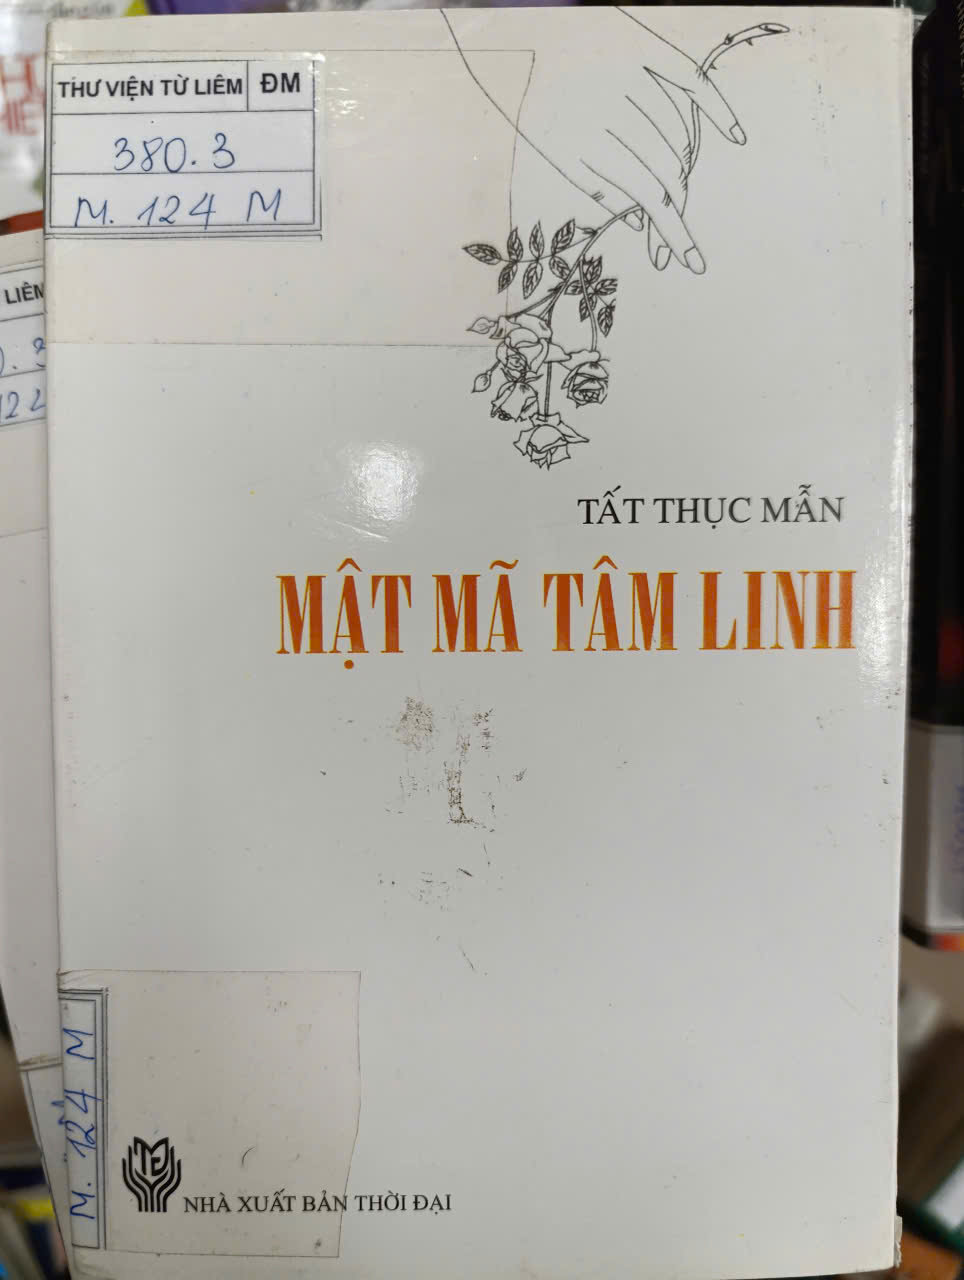 THƯ VIỆN TỪ LIÊM ĐM
380.3
M. 124 M
LIÊM
TẤT THỤC MẪN
MẬT MÃ TÂM LINH
M. 124 M
NHÀ XUẤT BẢN THỜI ĐẠI